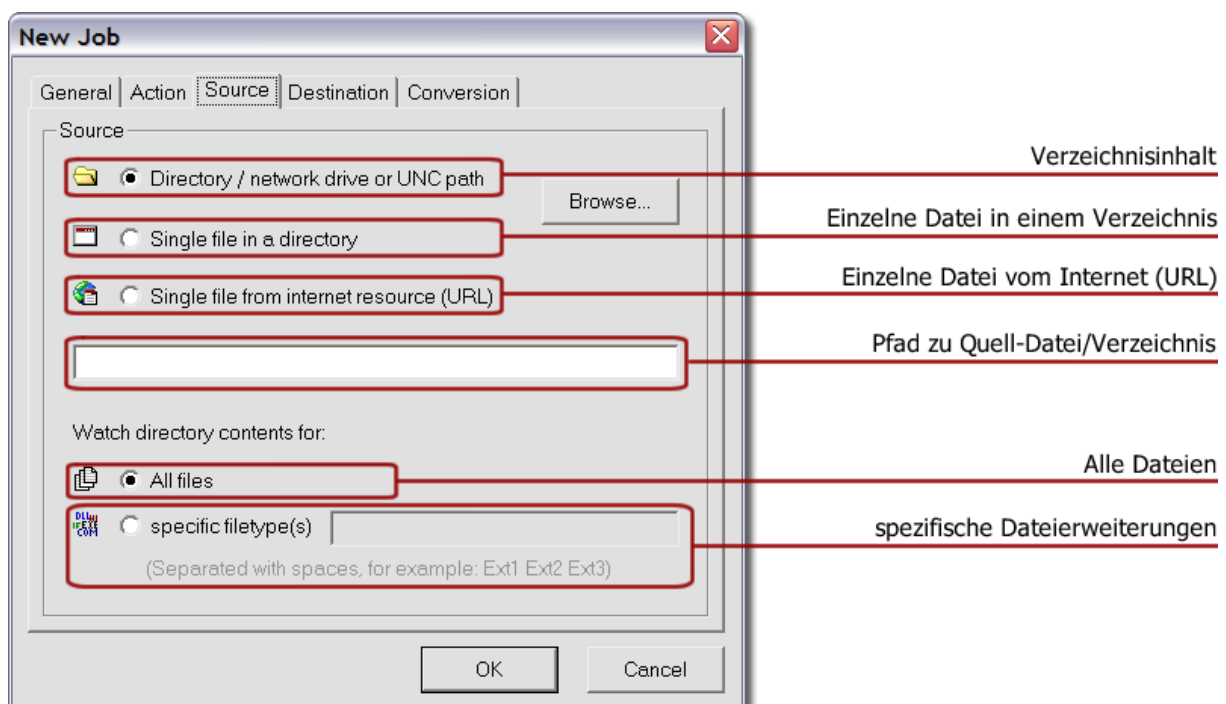 New Job
General Action Source Destination Conversion
Source
Directory / network drive or UNC path
Browse...
Single file in a directory
Single file from internet resource (URL)
Watch directory contents for:
All files
specific filetype(s)
(Separated with spaces, for example: Ext1 Ext2 Ext3)
OK Cancel
Verzeichnisinhalt
Einzelne Datei in einem Verzeichnis
Einzelne Datei vom Internet (URL)
Pfad zu Quell-Datei/Verzeichnis
Alle Dateien
spezifische Dateierweiterungen